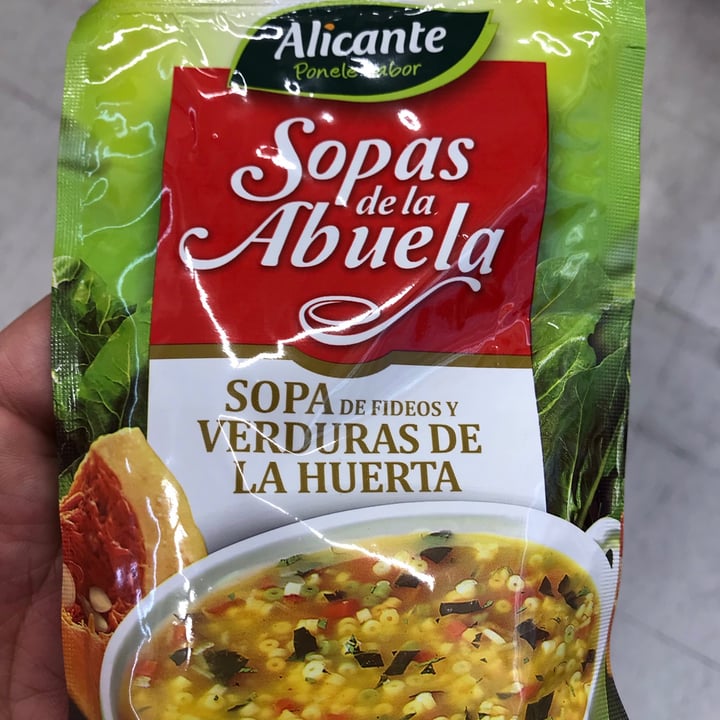 Alicante
Ponele sabor
Sopas
de la
Abuela
SOPA DE FIDEOS Y
VERDURAS DE
LA HUERTA